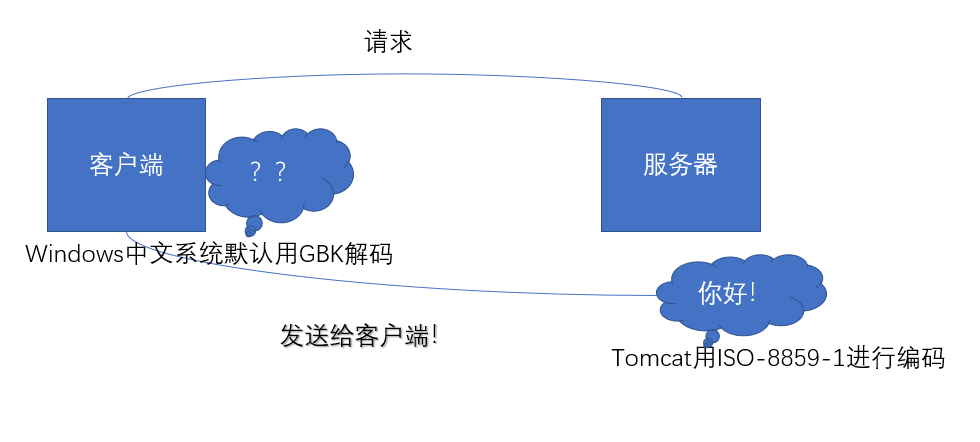 请求
客户端
服务器
？？
Windows中文系统默认用GBK解码
你好!
发送给客户端!
Tomcat用ISO-8859-1进行编码